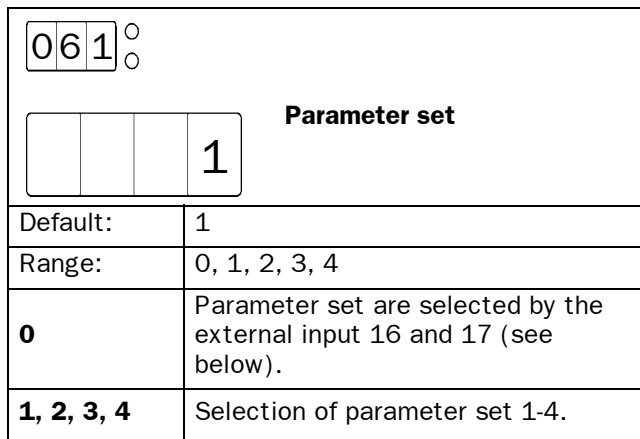 061
Parameter set
1
Default: 1
Range: 0, 1, 2, 3, 4
Parameter set are selected by the
0 external input 16 and 17 (see
below).
1, 2, 3, 4 Selection of parameter set 1-4.